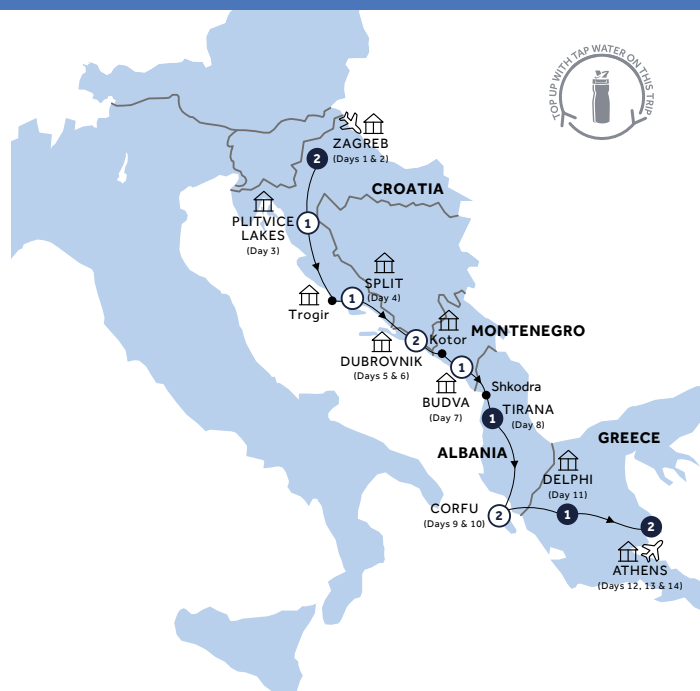 TOP UP WITH TAP WATER ON THIS TRIP
ZAGREB
2
(Days 1 & 2)
CROATIA
PLITVICE
1
LAKES
(Day 3)
SPLIT
1
(Day 4)
Trogir
Kotor
MONTENEGRO
2
DUBROVNIK
(Days 5 & 6)
1
BUDVA
(Day 7)
Shkodra
1
TIRANA
(Day 8)
GREECE
ALBANIA
DELPHI
(Day 11)
CORFU
2
(Days 9 & 10)
1
2
ATHENS
(Days 12, 13 & 14)